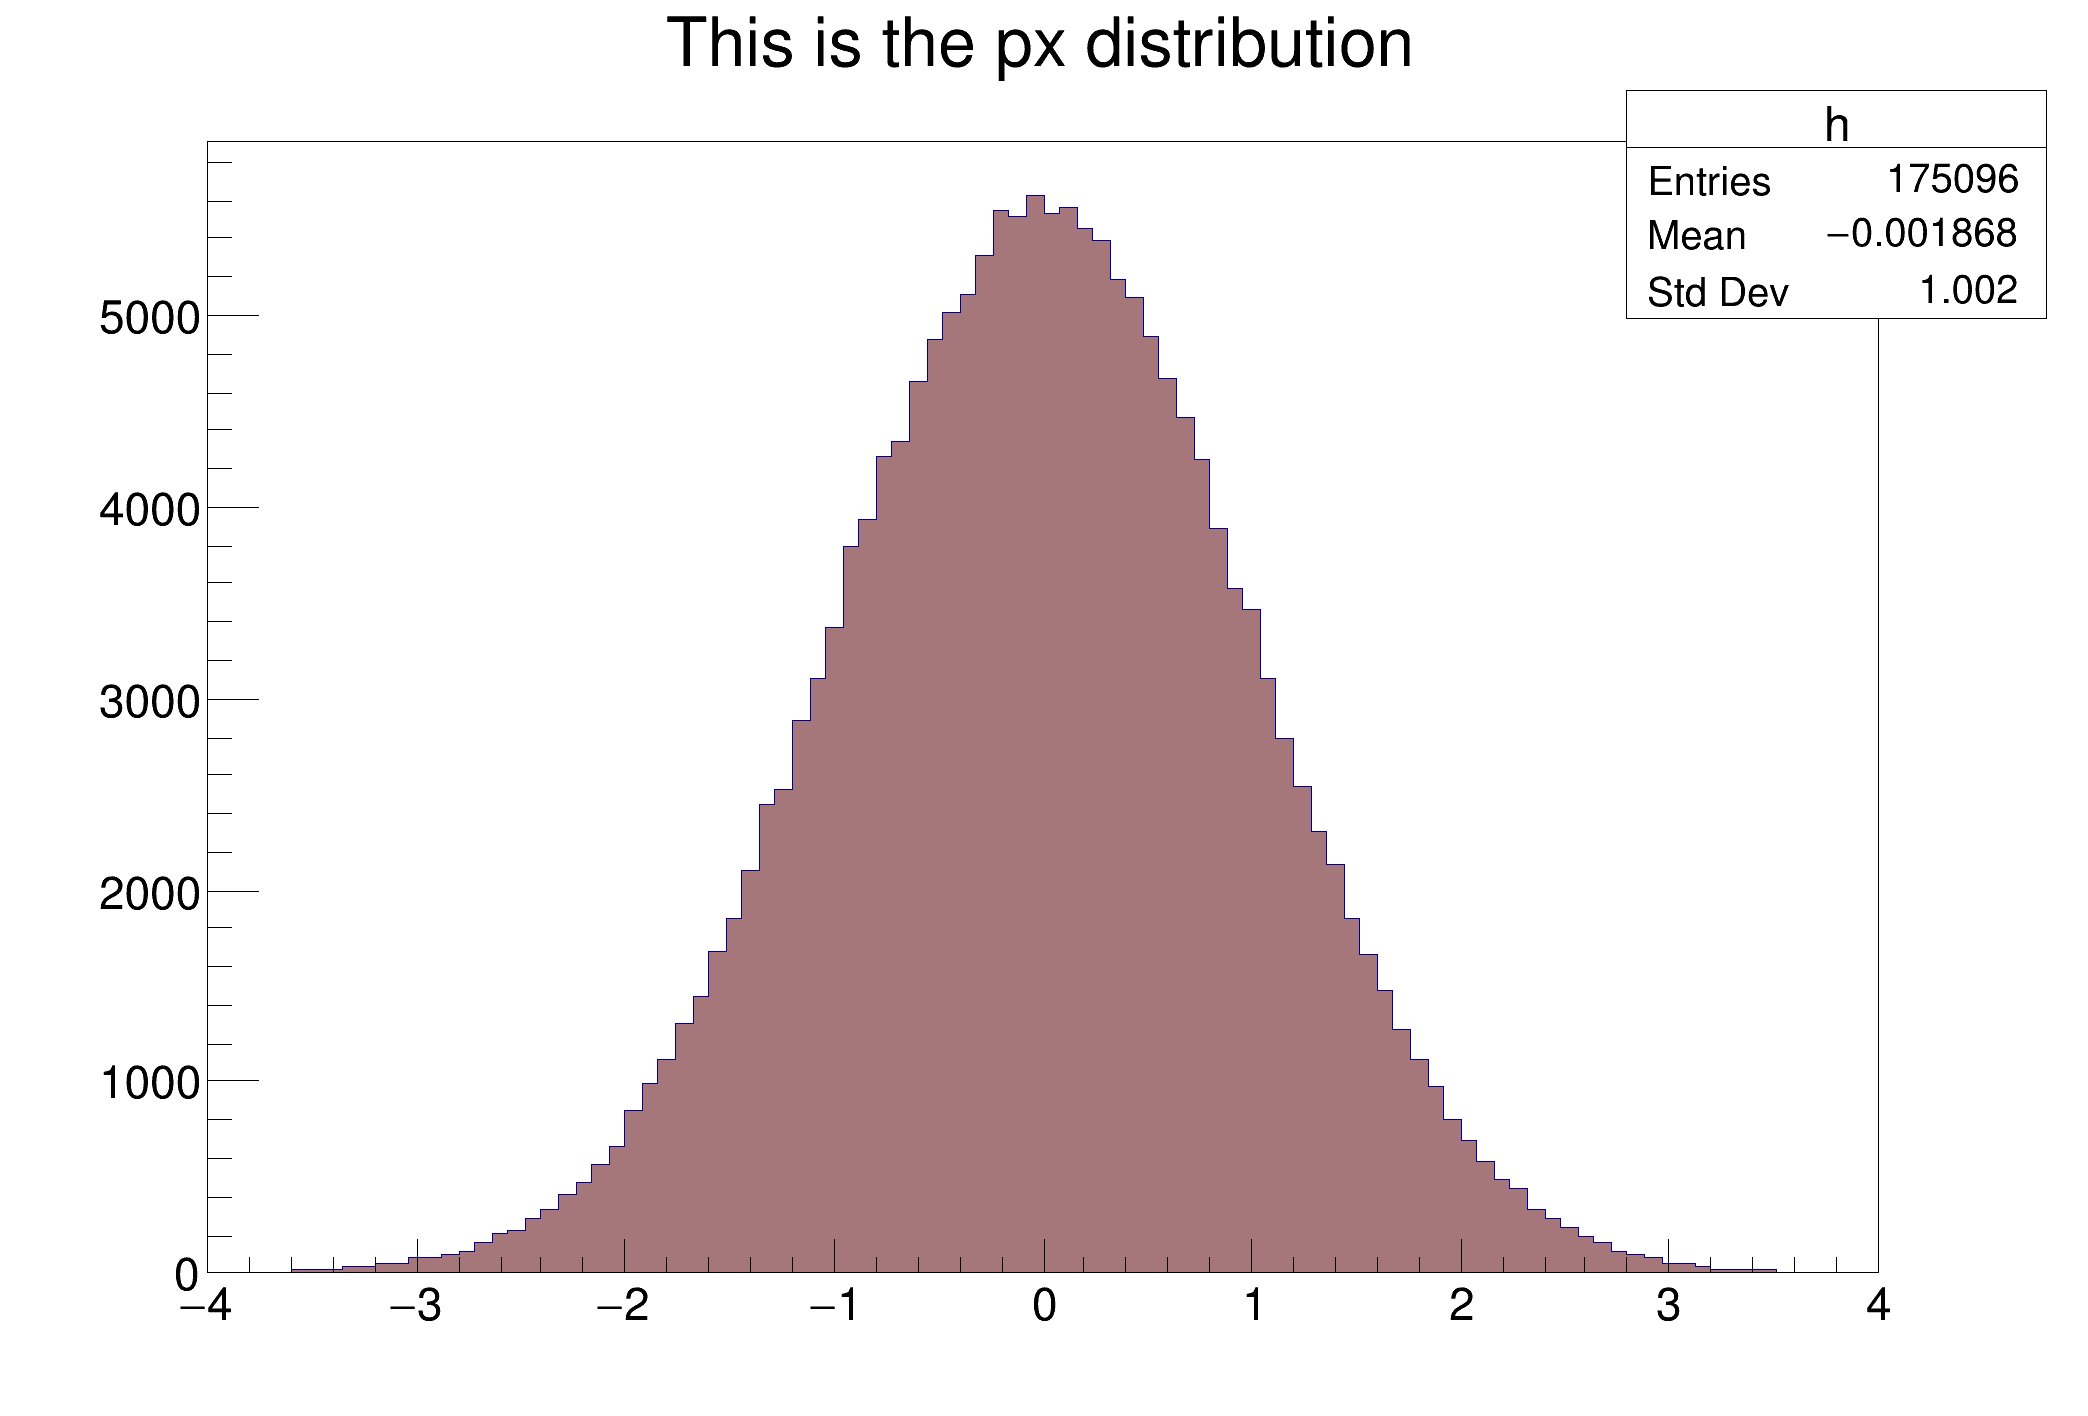 This is the px distribution
h
Entries 175096
Mean −0.001868
Std Dev 1.002
5000
4000
3000
2000
1000
0
−4 −3 −2 −1 0 1 2 3 4